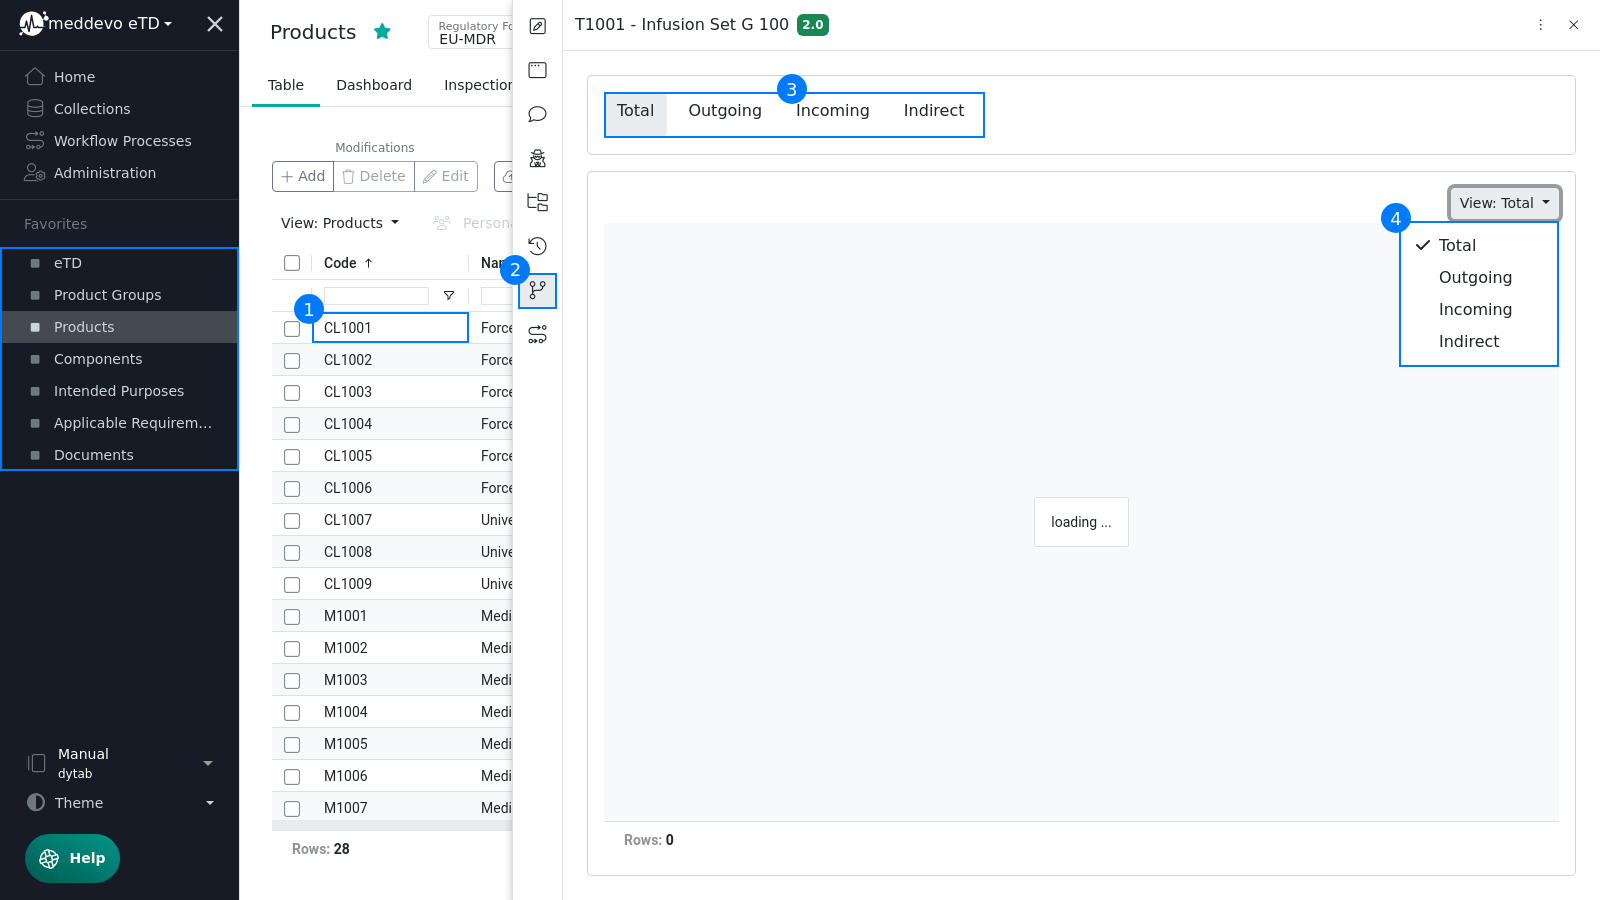 meddevo eTD
Home
Collections
Workflow Processes
Administration
Favorites
eTD
Product Groups
Products
Components
Intended Purposes
Applicable Requirem...
Documents
Manual
dytab
Theme
Help
Products
Regulatory Fo
EU-MDR
Table
Dashboard
Inspection
Modifications
Add
Delete
Edit
View: Products
Persona
Code
Nam
1
2
CL1001 Force
CL1002 Force
CL1003 Force
CL1004 Force
CL1005 Force
CL1006 Force
CL1007 Unive
CL1008 Unive
CL1009 Unive
M1001 Medi
M1002 Medi
M1003 Medi
M1004 Medi
M1005 Medi
M1006 Medi
M1007 Medi
Rows: 28
T1001 - Infusion Set G 100 2.0
3
Total
Outgoing
Incoming
Indirect
View: Total
4
Total
Outgoing
Incoming
Indirect
loading ...
Rows: 0